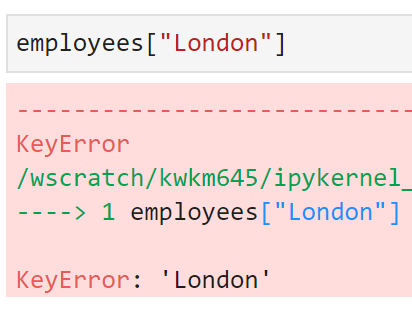 employees["London"]
------------------------------
KeyError
/wscratch/kwkm645/ipykernel_
----> 1 employees["London"]
KeyError: 'London'